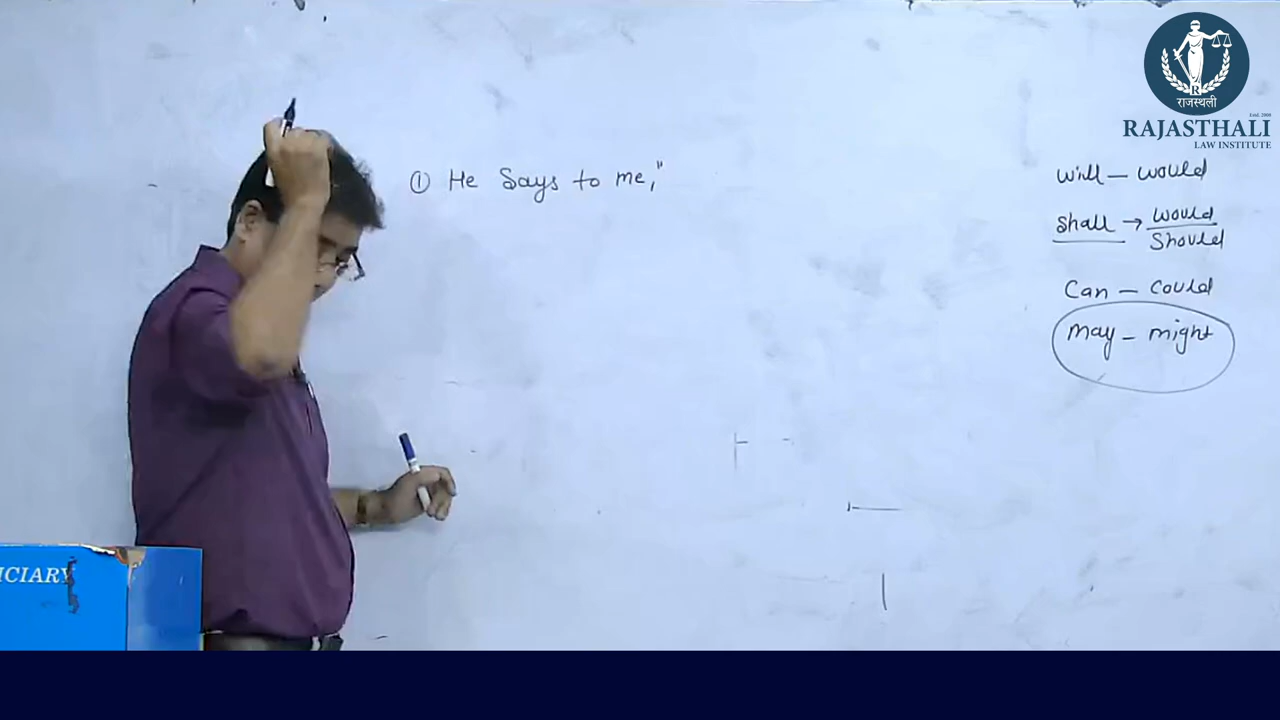 राजस्थली
Estd. 2000
RAJASTHALI
LAW INSTITUTE
① He Says to me,"
will – would
shall → would
should
Can – Could
may – might
ICIARY